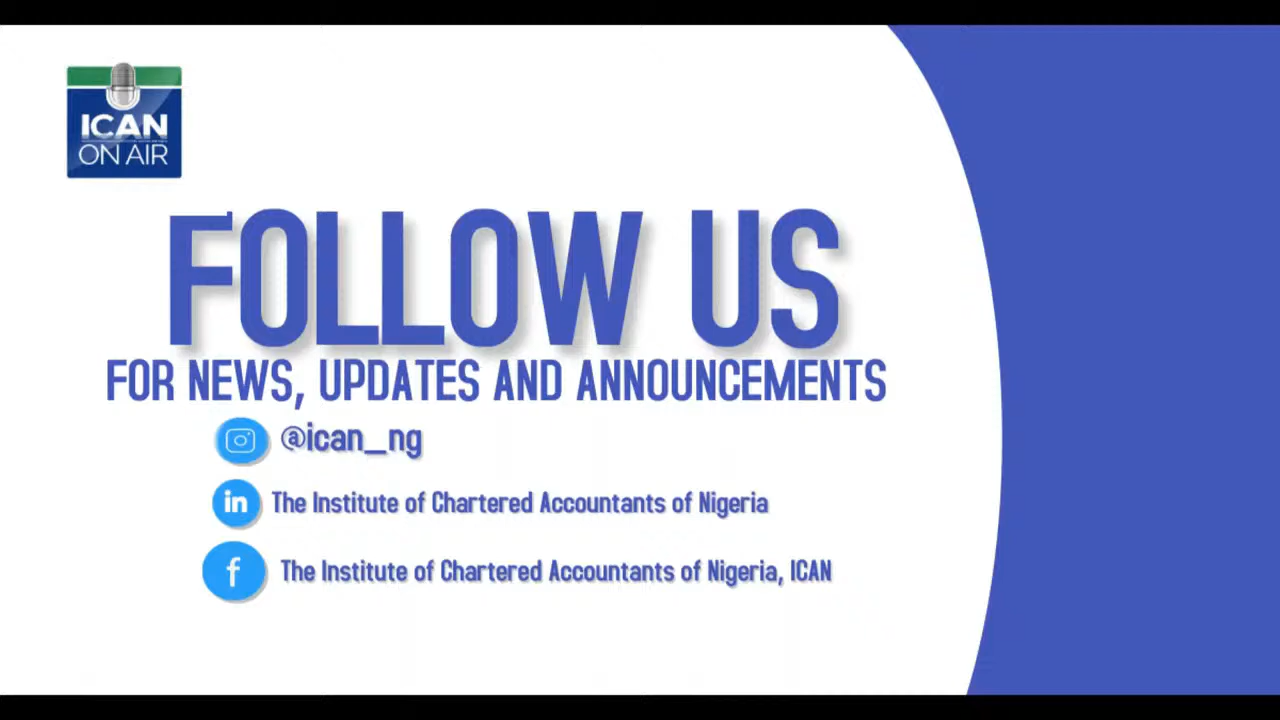 ICAN
ON AIR
FOLLOW US
FOR NEWS, UPDATES AND ANNOUNCEMENTS
@ican_ng
in The Institute of Chartered Accountants of Nigeria
f The Institute of Chartered Accountants of Nigeria, ICAN